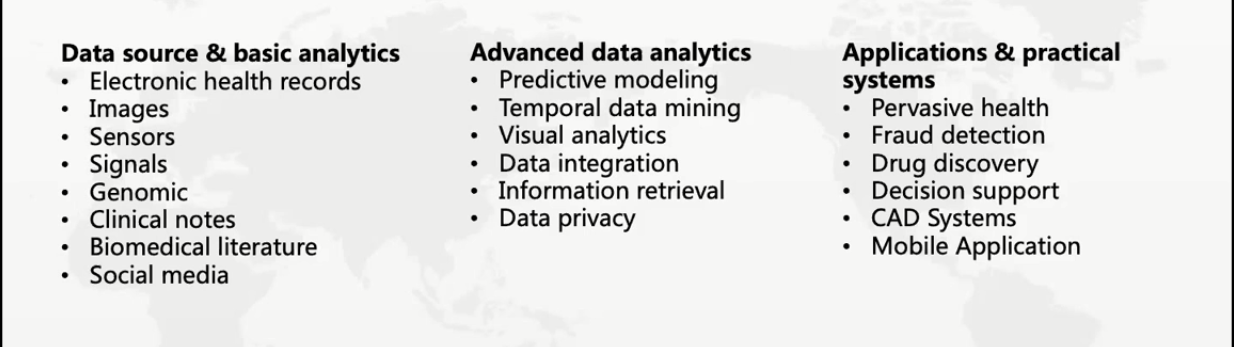 Data source & basic analytics
• Electronic health records
• Images
• Sensors
• Signals
• Genomic
• Clinical notes
• Biomedical literature
• Social media
Advanced data analytics
• Predictive modeling
• Temporal data mining
• Visual analytics
• Data integration
• Information retrieval
• Data privacy
Applications & practical
systems
• Pervasive health
• Fraud detection
• Drug discovery
• Decision support
• CAD Systems
• Mobile Application